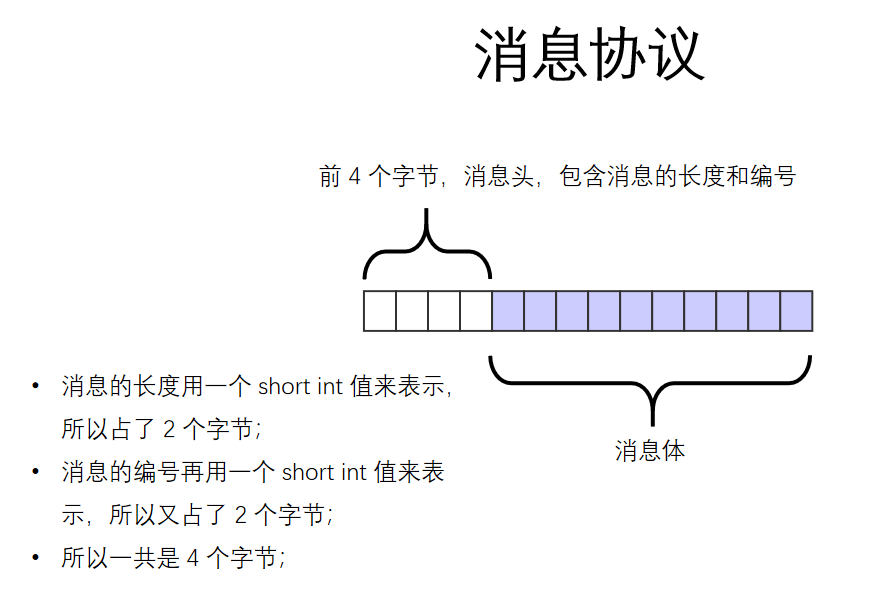 消息协议
前 4 个字节，消息头，包含消息的长度和编号
• 消息的长度用一个 short int 值来表示，
所以占了 2 个字节；
• 消息的编号再用一个 short int 值来表
示，所以又占了 2 个字节；
• 所以一共是 4 个字节；
消息体